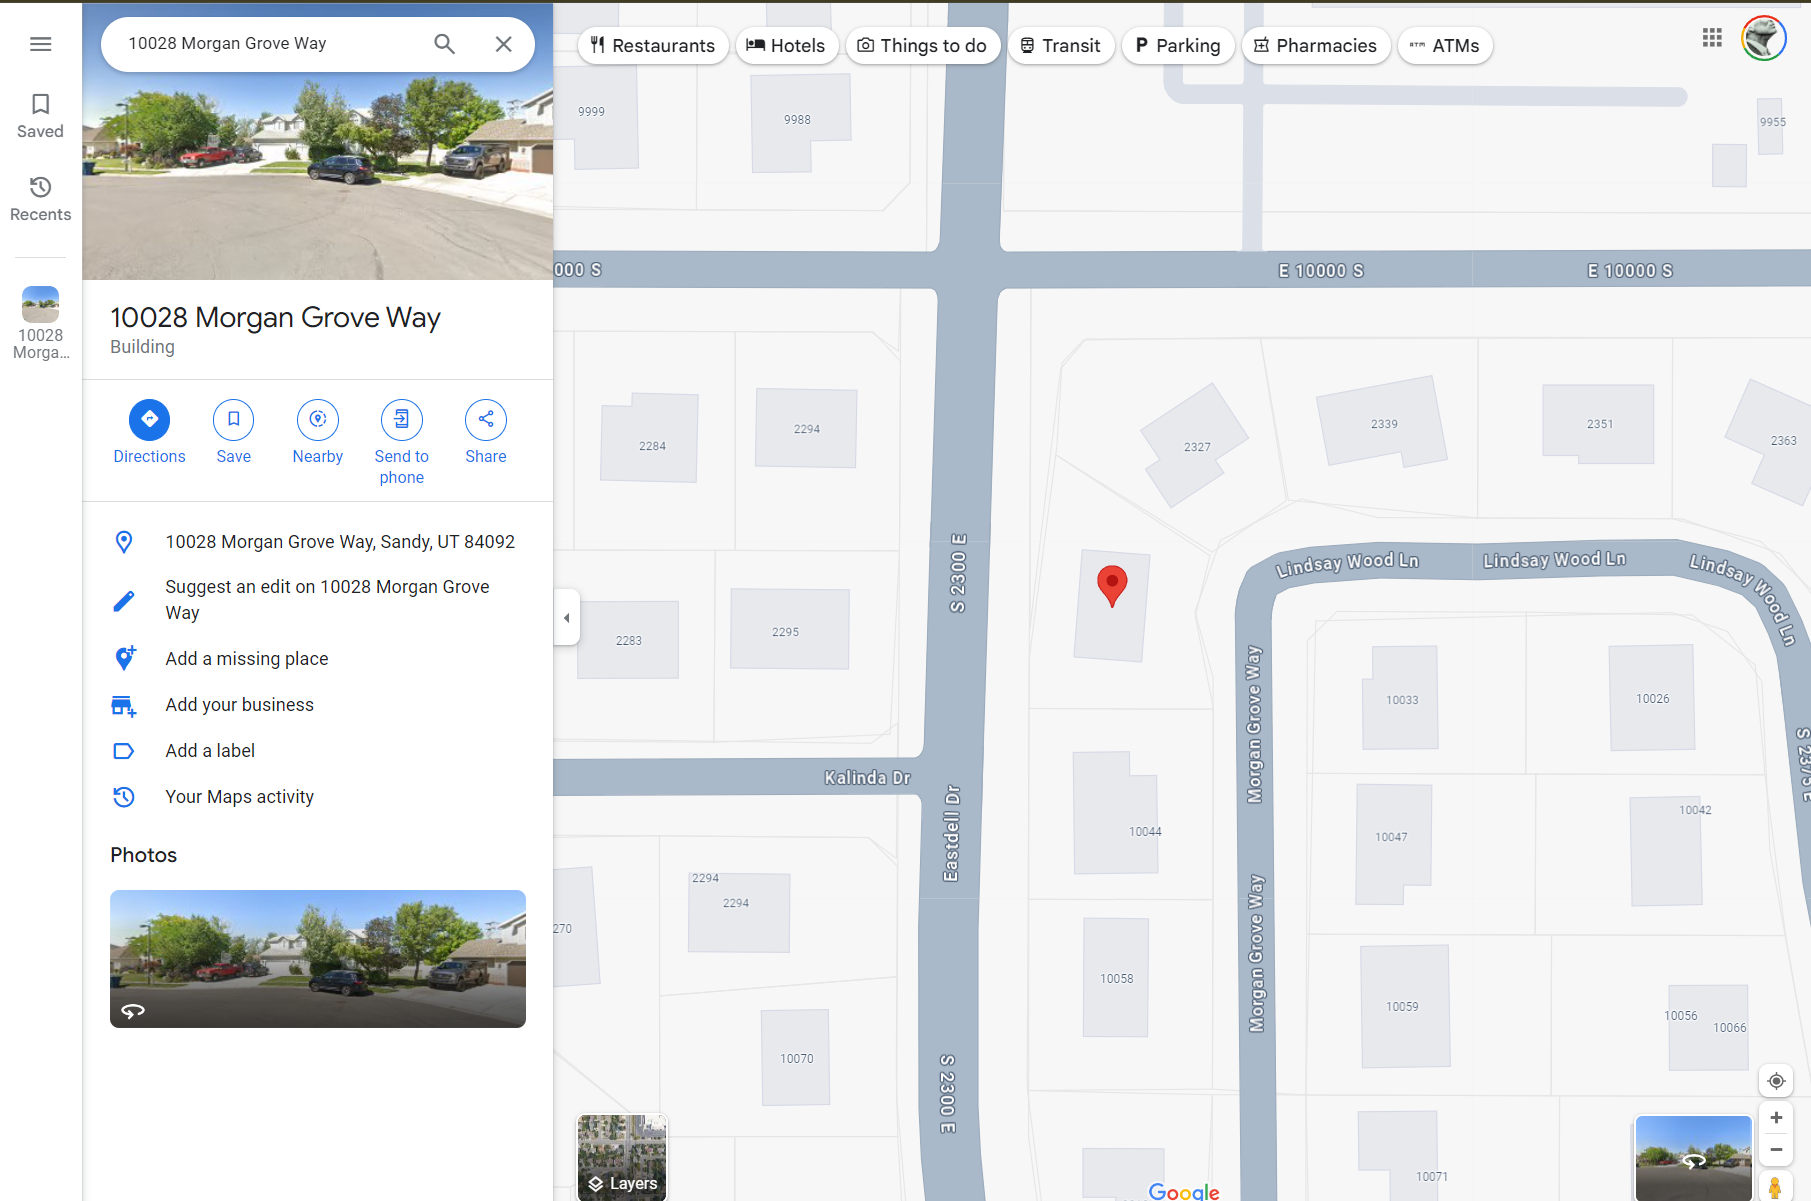 10028 Morgan Grove Way
Restaurants
Hotels
Things to do
Transit
P Parking
Pharmacies
ATM ATMs
Saved
Recents
10028
Morga...
10028 Morgan Grove Way
Building
Directions
Save
Nearby
Send to
phone
Share
10028 Morgan Grove Way, Sandy, UT 84092
Suggest an edit on 10028 Morgan Grove
Way
Add a missing place
Add your business
Add a label
Your Maps activity
Photos
9999
9988
9955
000 S
E 10000 S
E 10000 S
2284
2294
2327
2339
2351
2363
S 2300 E
Lindsay Wood Ln
Lindsay Wood Ln
Lindsay Wood Ln
2283
2295
Morgan Grove Way
10033
10026
S 2375 E
Kalinda Dr
Eastdell Dr
10044
10047
10042
2294
2294
270
Morgan Grove Way
10058
10059
10056
10066
10070
S 2300 E
10071
Layers
Google